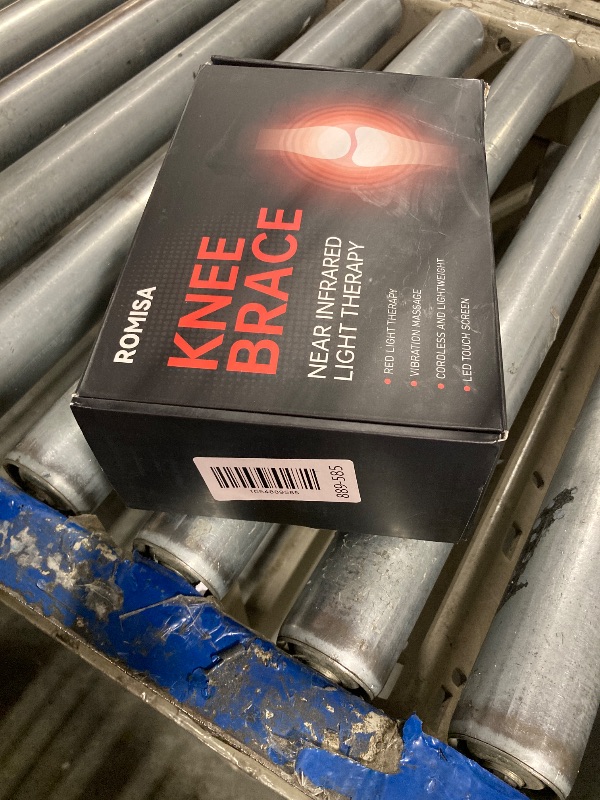 ROMISA
KNEE
BRACE
NEAR INFRARED
LIGHT THERAPY
• RED LIGHT THERAPY
• VIBRATION MASSAGE
• CORDLESS AND LIGHTWEIGHT
• LED TOUCH SCREEN
889-585